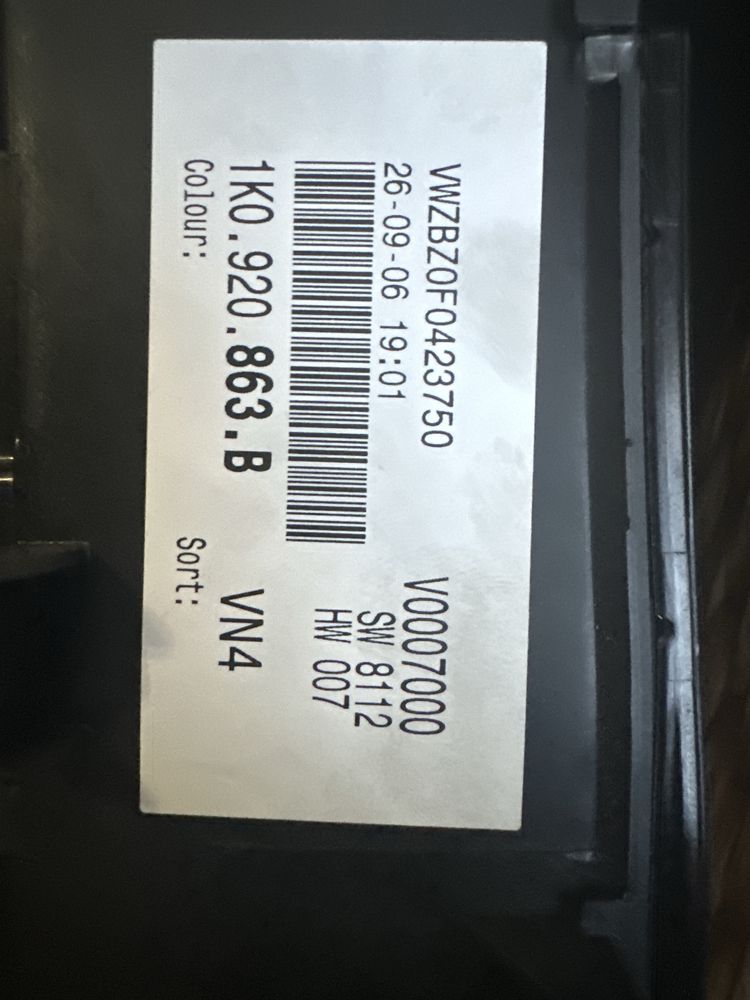 VWZBZ0F0423750
V0007000
26-09-06 19:01
SW 8112
HW 007
1K0.920.863.B
VN4
Colour:
Sort: